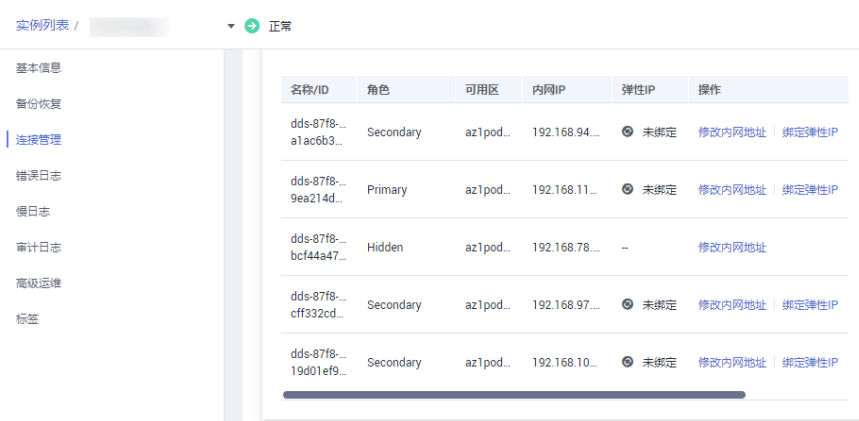 实例列表 /
正常
基本信息
备份恢复
连接管理
错误日志
慢日志
审计日志
高级运维
标签
名称/ID 角色 可用区 内网IP 弹性IP 操作
dds-87f8-...
a1ac6b3... Secondary az1pod... 192.168.94.... 未绑定 修改内网地址 绑定弹性IP
dds-87f8-...
9ea214d... Primary az1pod... 192.168.11... 未绑定 修改内网地址 绑定弹性IP
dds-87f8-...
bcf44a47... Hidden az1pod... 192.168.78.... -- 修改内网地址
dds-87f8-...
cff332cd... Secondary az1pod... 192.168.97.... 未绑定 修改内网地址 绑定弹性IP
dds-87f8-...
19d01ef9... Secondary az1pod... 192.168.10... 未绑定 修改内网地址 绑定弹性IP